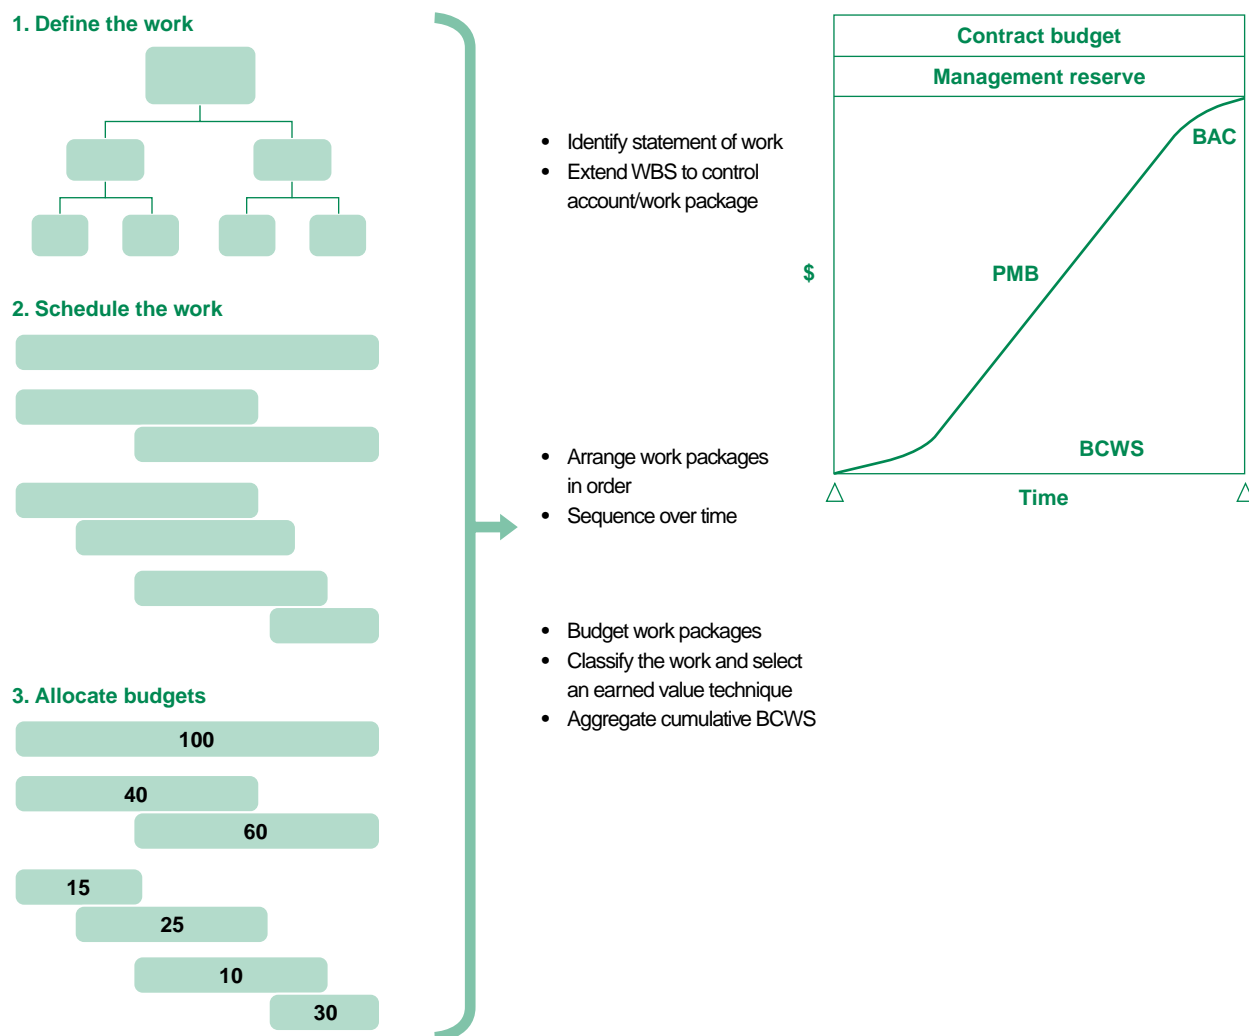 1. Define the work
2. Schedule the work
3. Allocate budgets
100
40
60
15
25
10
30
• Identify statement of work
• Extend WBS to control
account/work package
• Arrange work packages
in order
• Sequence over time
• Budget work packages
• Classify the work and select
an earned value technique
• Aggregate cumulative BCWS
Contract budget
Management reserve
BAC
$
PMB
BCWS
Time